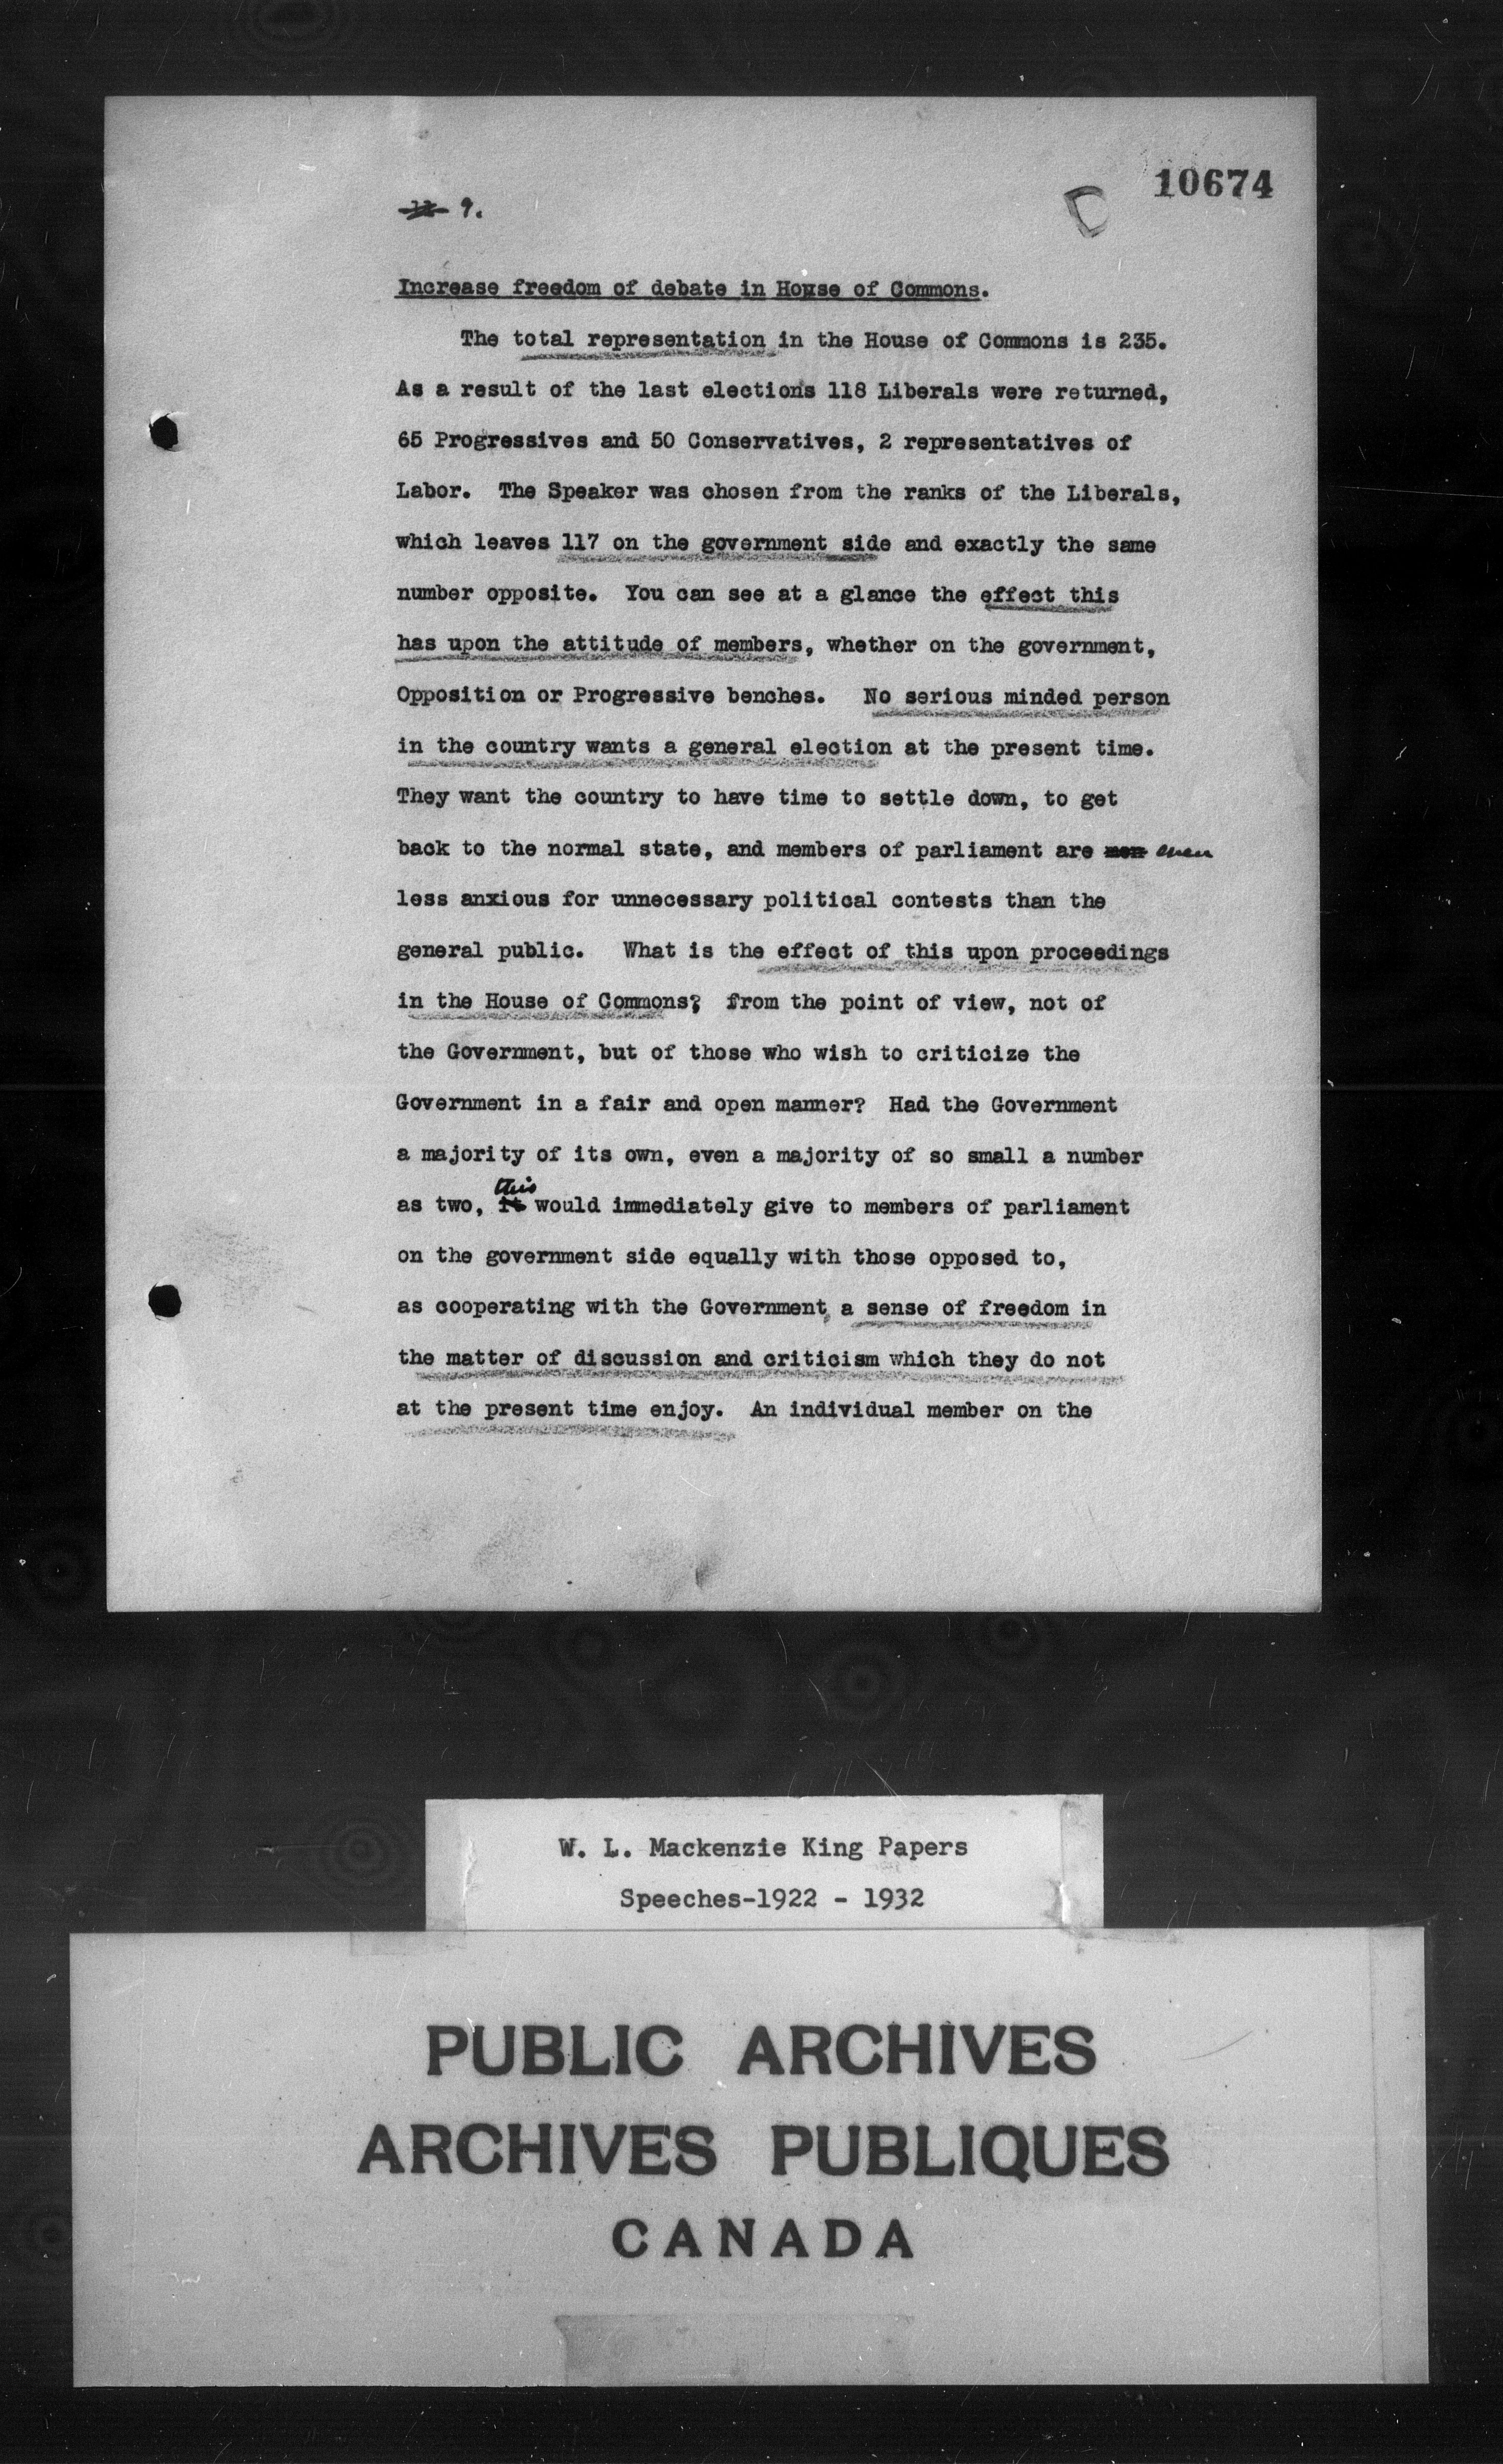 10674
9.
Increase freedom of debate in House of Commons.
The total representation in the House of Commons is 235.
As a result of the last elections 118 Liberals were returned,
65 Progressives and 50 Conservatives, 2 representatives of
Labor. The Speaker was chosen from the ranks of the Liberals,
which leaves 117 on the government side and exactly the same
number opposite. You can see at a glance the effect this
has upon the attitude of members, whether on the government,
Opposition or Progressive benches. No serious minded person
in the country wants a general election at the present time.
They want the country to have time to settle down, to get
back to the normal state, and members of parliament are even
less anxious for unnecessary political contests than the
general public. What is the effect of this upon proceedings
in the House of Commons? from the point of view, not of
the Government, but of those who wish to criticize the
Government in a fair and open manner? Had the Government
a majority of its own, even a majority of so small a number
as two, it this would immediately give to members of parliament
on the government side equally with those opposed to,
as cooperating with the Government, a sense of freedom in
the matter of discussion and criticism which they do not
at the present time enjoy. An individual member on the
W. L. Mackenzie King Papers
Speeches-1922 - 1932
PUBLIC ARCHIVES
ARCHIVES PUBLIQUES
CANADA